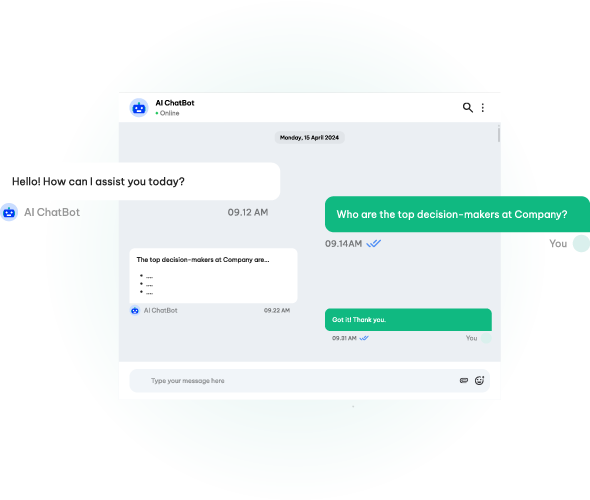 AI ChatBot
Online
Monday, 15 April 2024
Hello! How can I assist you today?
AI ChatBot
09.12 AM
Who are the top decision-makers at Company?
09.14AM
You
The top decision-makers at Company are...
• ....
• ....
• ....
AI ChatBot
09.22 AM
Got it! Thank you.
09.31 AM
You
Type your message here